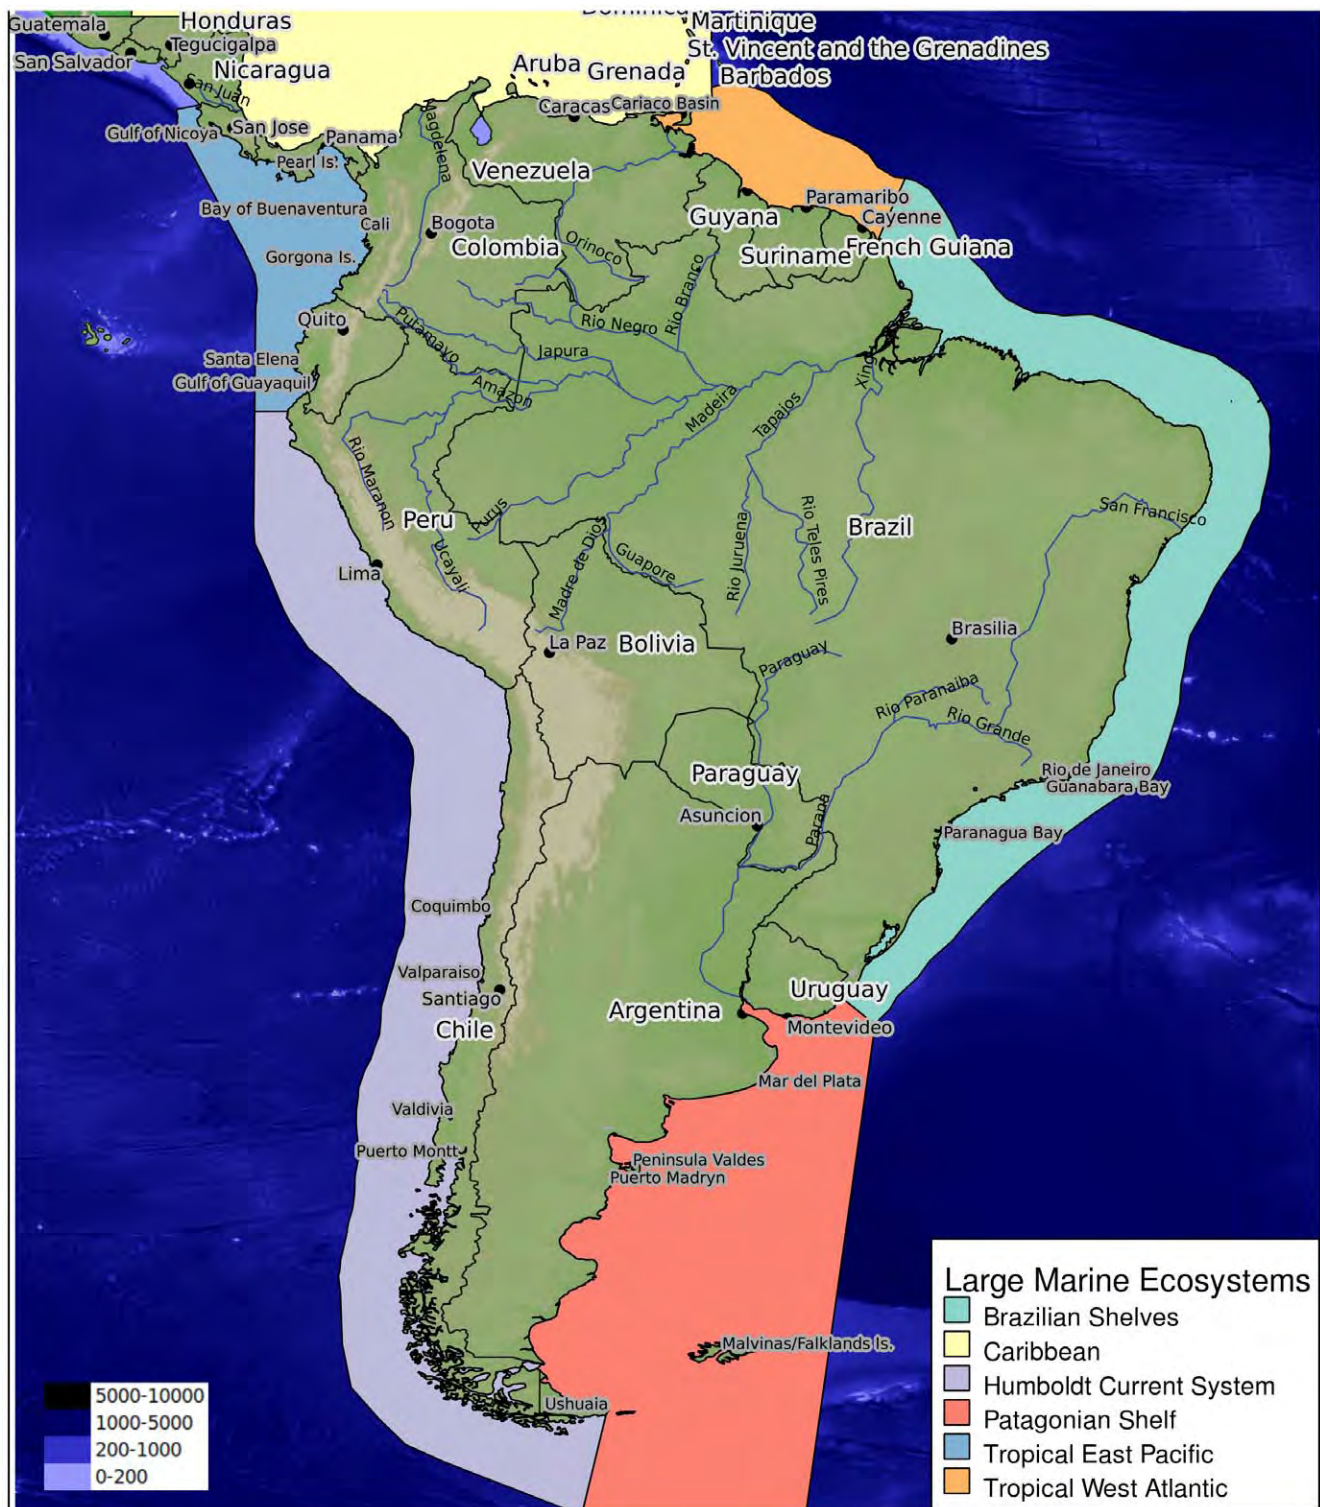 Dominica
Guatemala
Honduras
Martinique
Tegucigalpa
St. Vincent and the Grenadines
San Salvador
Nicaragua
Aruba
Grenada
Barbados
San Juan
Caracas
Cariaco Basin
Gulf of Nicoya
San Jose
Panama
Magdelena
Pearl Is.
Venezuela
Bay of Buenaventura
Cali
Bogota
Colombia
Orinoco
Guyana
Paramaribo
Cayenne
Suriname
French Guiana
Gorgona Is.
Rio Branco
Quito
Rio Negro
Putamayo
Japura
Santa Elena
Gulf of Guayaquil
Amazon
Madeira
Tapajos
Xing
Rio Maranon
Peru
Purus
Ucayali
Lima
Madre de Dios
Guapore
Rio Juruena
Rio Teles Pires
Brazil
San Francisco
La Paz
Bolivia
Paraguay
Brasilia
Rio Paranaiba
Rio Grande
Paraguay
Rio de Janeiro
Guanabara Bay
Asuncion
Parana
Paranagua Bay
Coquimbo
Valparaiso
Santiago
Chile
Argentina
Uruguay
Montevideo
Mar del Plata
Valdivia
Puerto Montt
Peninsula Valdes
Puerto Madryn
Malvinas/Falklands Is.
Ushuaia
Large Marine Ecosystems
Brazilian Shelves
Caribbean
Humboldt Current System
Patagonian Shelf
Tropical East Pacific
Tropical West Atlantic
5000-10000
1000-5000
200-1000
0-200